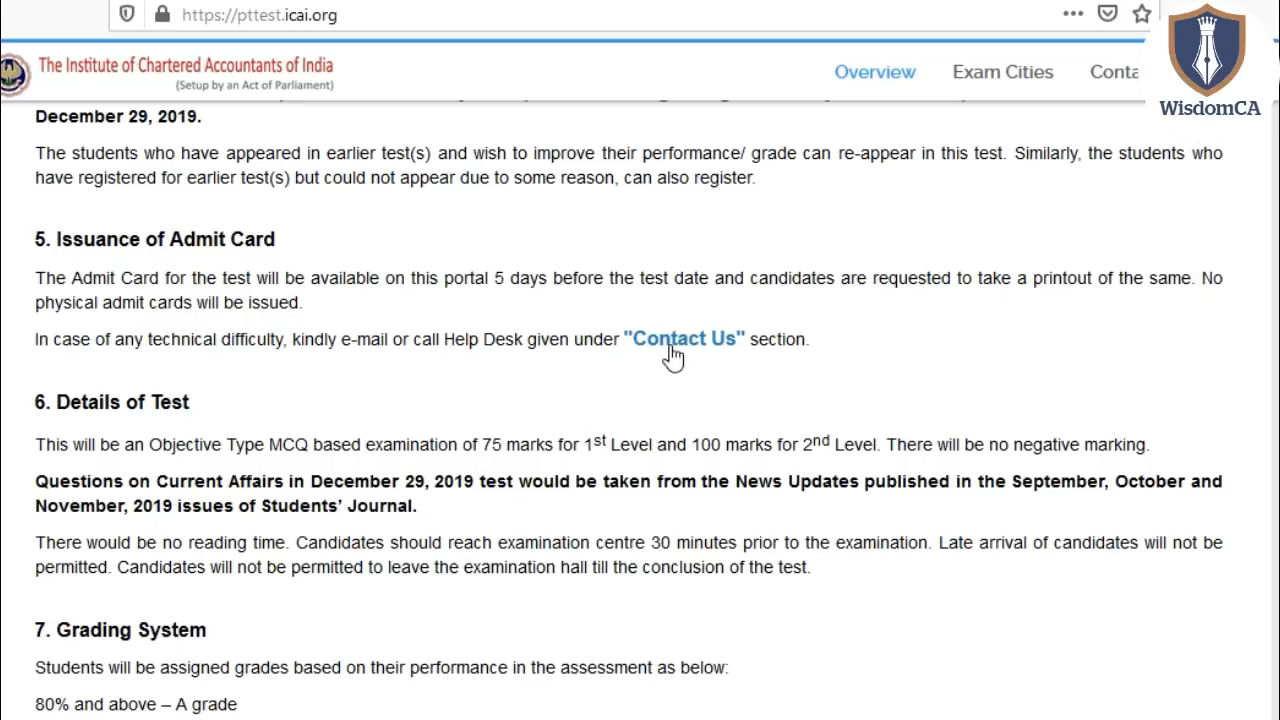 https://pttest.icai.org
The Institute of Chartered Accountants of India
(Setup by an Act of Parliament)
Overview Exam Cities Conta
WisdomCA
December 29, 2019.
The students who have appeared in earlier test(s) and wish to improve their performance/ grade can re-appear in this test. Similarly, the students who
have registered for earlier test(s) but could not appear due to some reason, can also register.
5. Issuance of Admit Card
The Admit Card for the test will be available on this portal 5 days before the test date and candidates are requested to take a printout of the same. No
physical admit cards will be issued.
In case of any technical difficulty, kindly e-mail or call Help Desk given under "Contact Us" section.
6. Details of Test
This will be an Objective Type MCQ based examination of 75 marks for 1st Level and 100 marks for 2nd Level. There will be no negative marking.
Questions on Current Affairs in December 29, 2019 test would be taken from the News Updates published in the September, October and
November, 2019 issues of Students’ Journal.
There would be no reading time. Candidates should reach examination centre 30 minutes prior to the examination. Late arrival of candidates will not be
permitted. Candidates will not be permitted to leave the examination hall till the conclusion of the test.
7. Grading System
Students will be assigned grades based on their performance in the assessment as below:
80% and above – A grade